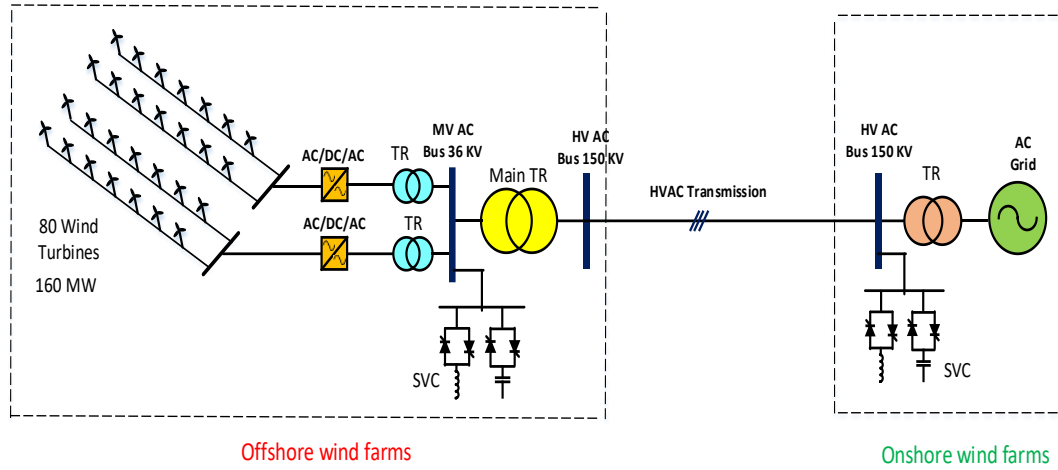 AC/DC/AC
TR
MV AC
Bus 36 KV
Main TR
HV AC
Bus 150 KV
HVAC Transmission
HV AC
Bus 150 KV
TR
AC
Grid
80 Wind
Turbines
160 MW
AC/DC/AC
TR
SVC
SVC
Offshore wind farms
Onshore wind farms